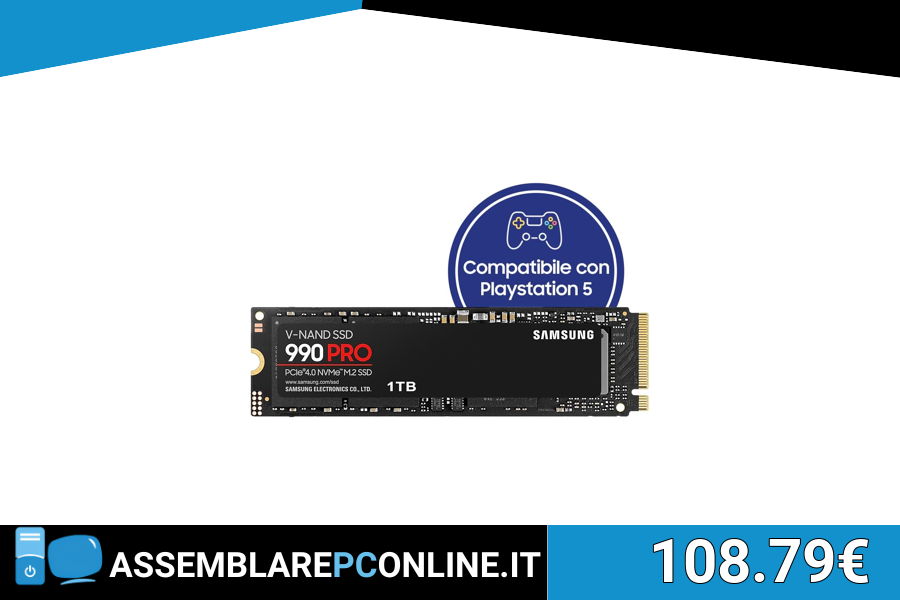 Compatibile con
Playstation 5
V-NAND SSD
990 PRO
PCIe® 4.0 NVMe™ M.2 SSD
www.samsung.com/ssd
SAMSUNG ELECTRONICS CO., LTD.
1TB
SAMSUNG
ASSEMBLAREPCONLINE.IT
108.79€